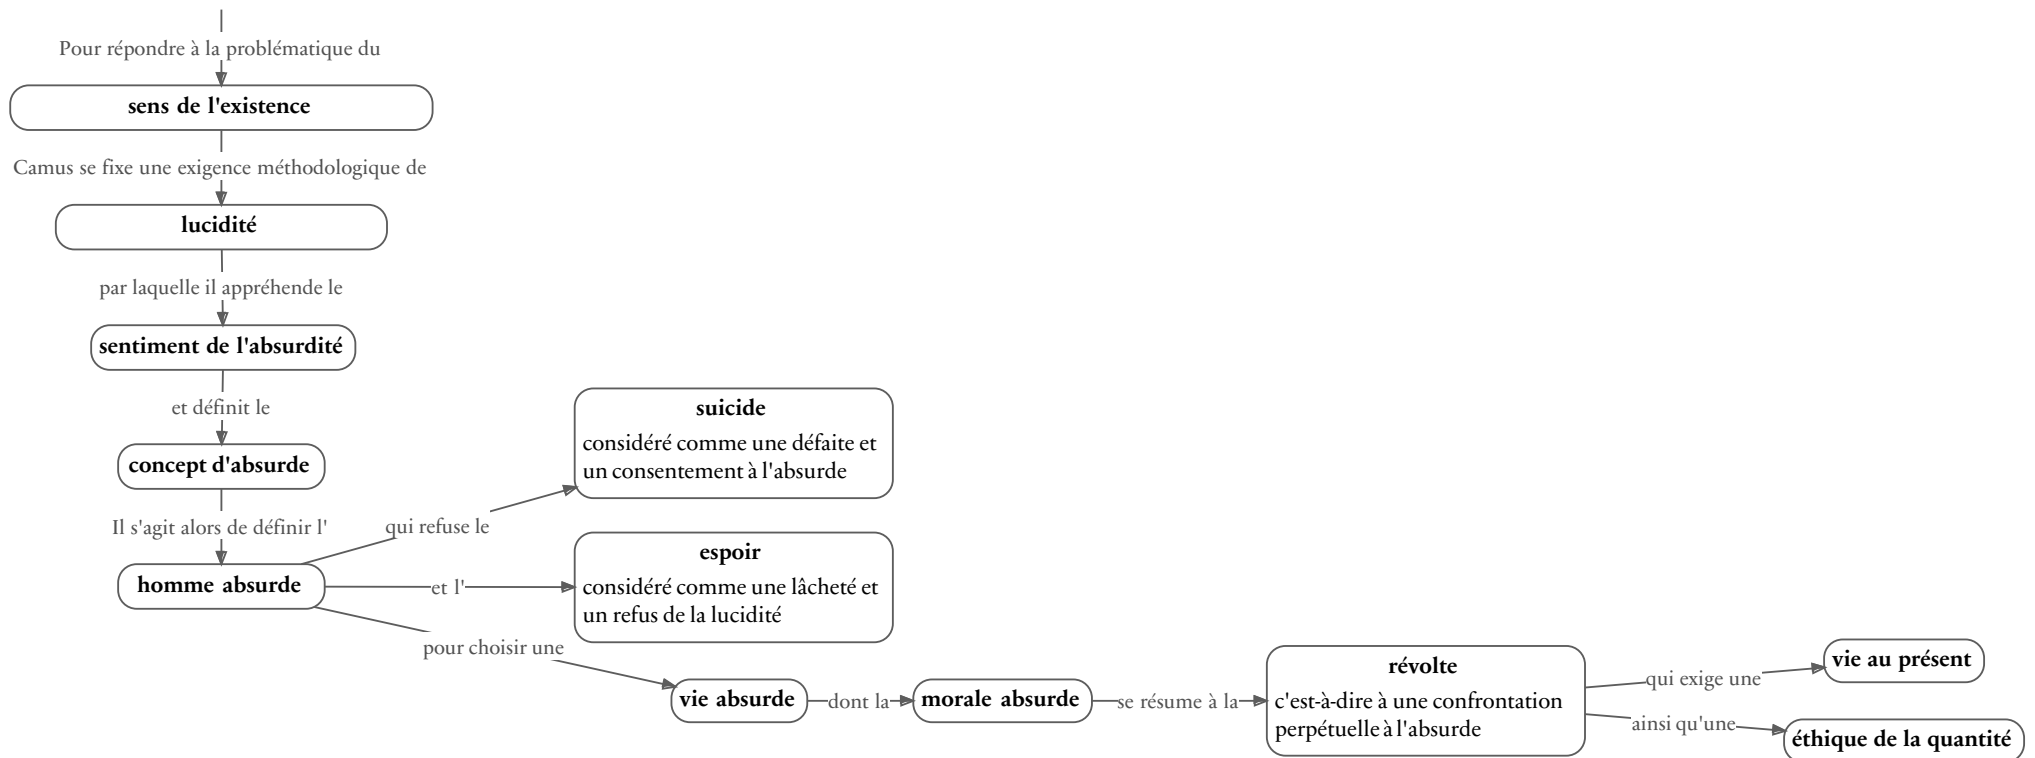 Pour répondre à la problématique du
sens de l'existence
Camus se fixe une exigence méthodologique de
lucidité
par laquelle il appréhende le
sentiment de l'absurdité
et définit le
concept d'absurde
Il s'agit alors de définir l'
homme absurde
qui refuse le
suicide
considéré comme une défaite et
un consentement à l'absurde
et l'
espoir
considéré comme une lâcheté et
un refus de la lucidité
pour choisir une
vie absurde
dont la
morale absurde
se résume à la
révolte
c'est-à-dire à une confrontation
perpétuelle à l'absurde
qui exige une
vie au présent
ainsi qu'une
éthique de la quantité